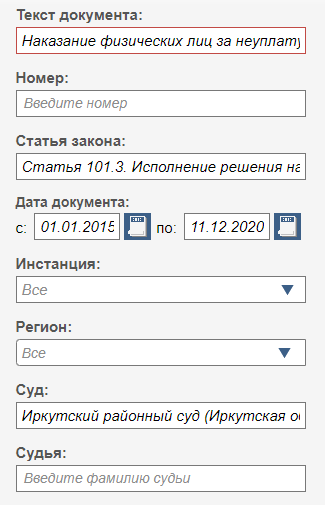 Текст документа:
Наказание физических лиц за неуплату
Номер:
Введите номер
Статья закона:
Статья 101.3. Исполнение решения на
Дата документа:
с: 01.01.2015 по: 11.12.2020
Инстанция:
Все
Регион:
Все
Суд:
Иркутский районный суд (Иркутская о
Судья:
Введите фамилию судьи